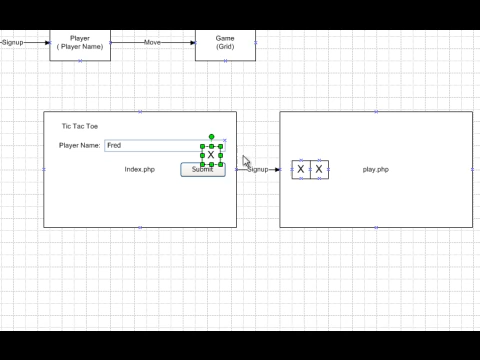 Signup
Player
( Player Name)
Move
Game
(Grid)
Tic Tac Toe
Player Name:
Fred
X
Index.php
Submit
Signup
X X
play.php